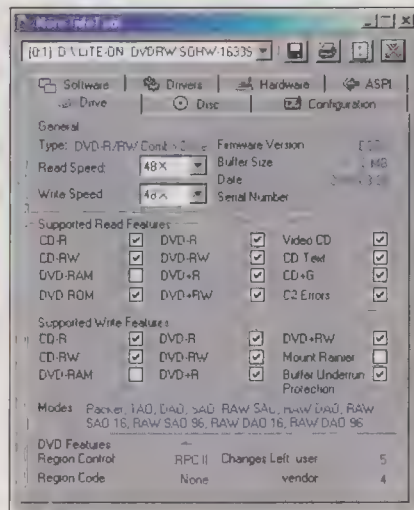 Nero InfoTool
[0:1] D:\ LITE-ON DVDRW SOHW-1633S
Software Drivers Hardware ASPI
Drive Disc Configuration
General
Type: DVD-R/RW Firmware Version
Read Speed: 48X Buffer Size MB
Date
Write Speed Serial Number
Supported Read Features
CD-R DVD-R Video CD
CD-RW DVD-RW CD Text
DVD-RAM DVD+R CD+G
DVD ROM DVD+RW C2 Errors
Supported Write Features
CD-R DVD-R DVD+RW
CD-RW DVD-RW Mount Rainier
DVD-RAM DVD+R Buffer Underrun
Protection
Modes Packet, TAO, DAO, SAO, RAW SAO, RAW DAO, RAW
SAO 16, RAW SAO 96, RAW DAO 16, RAW DAO 96
DVD Features
Region Control RPC II Changes Left user 5
Region Code None vendor 4